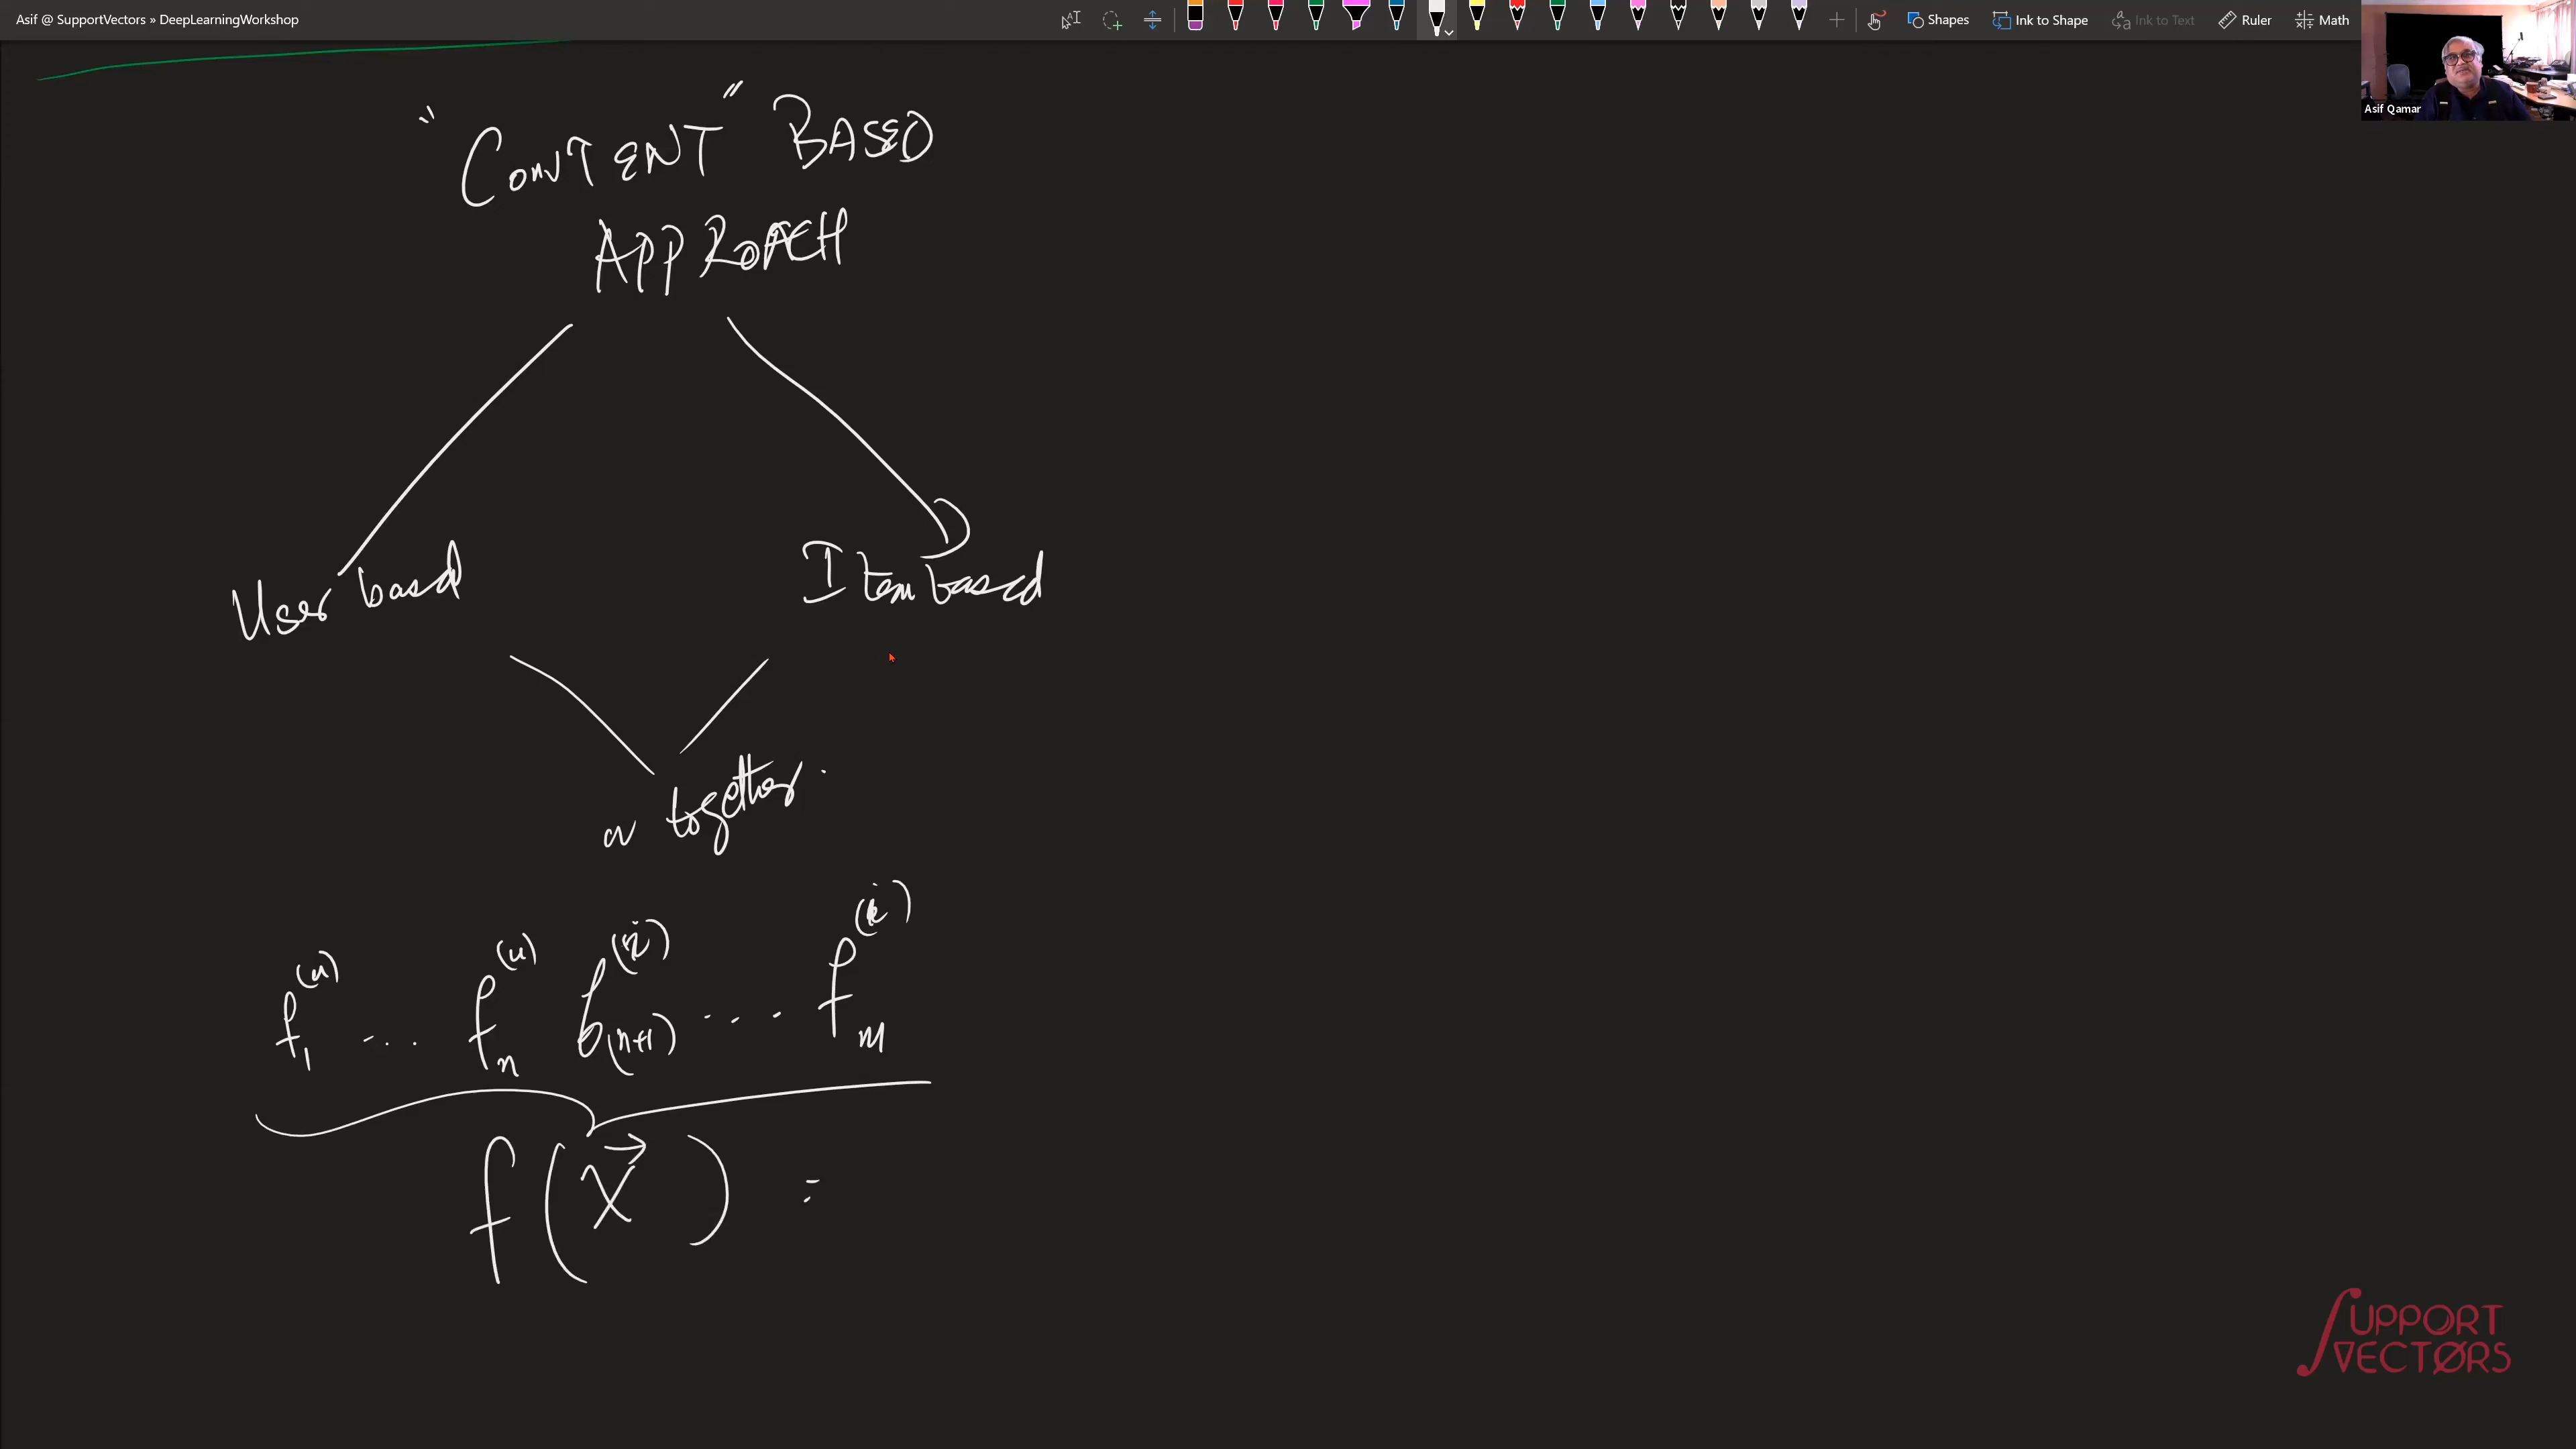 Asif @ SupportVectors » DeepLearningWorkshop
Shapes Ink to Shape Ink to Text Ruler Math
Asif Qamar
"CONTENT" BASED
APPROACH
User based Item based
or together.
f₁⁽ᵘ⁾ ... fₙ⁽ᵘ⁾ f₍ₙ₊₁₎⁽ⁱ⁾ .... fₘ⁽ⁱ⁾
f(X⃗) =
SUPPORT
VECTORS